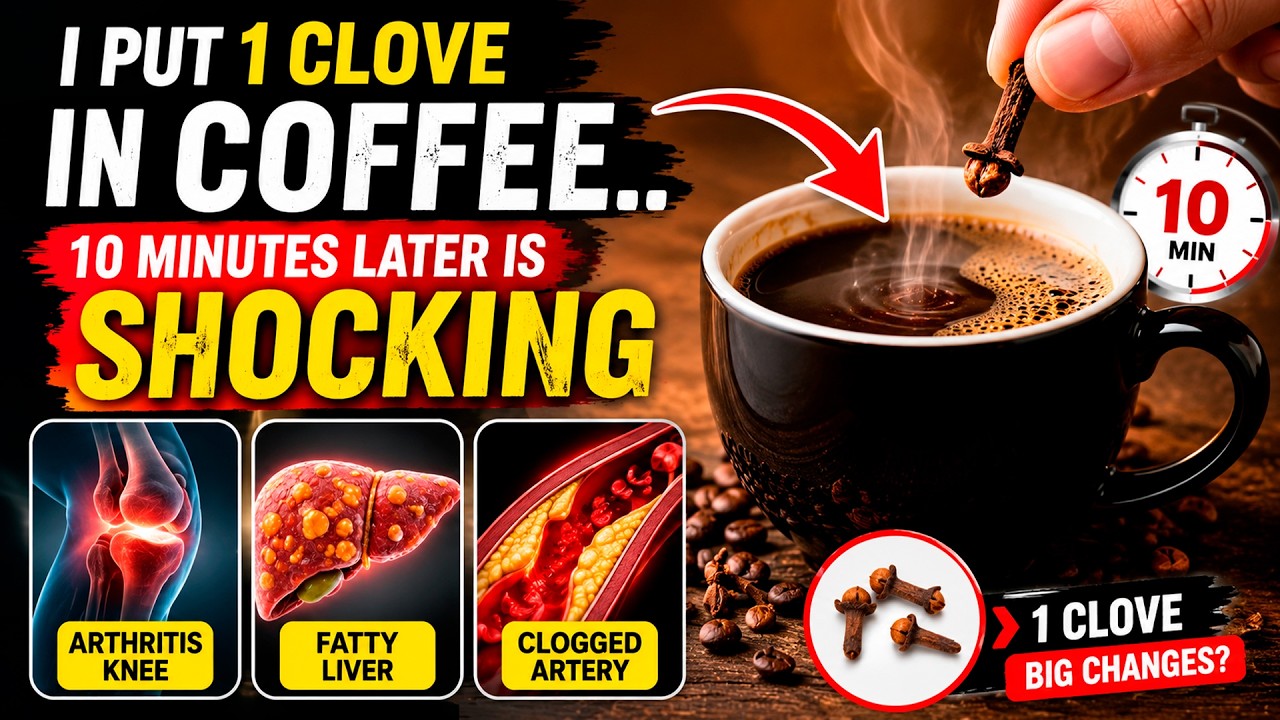 I PUT 1 CLOVE
IN COFFEE..
10 MINUTES LATER IS
SHOCKING
ARTHRITIS
KNEE
FATTY
LIVER
CLOGGED
ARTERY
10
MIN
1 CLOVE
BIG CHANGES?